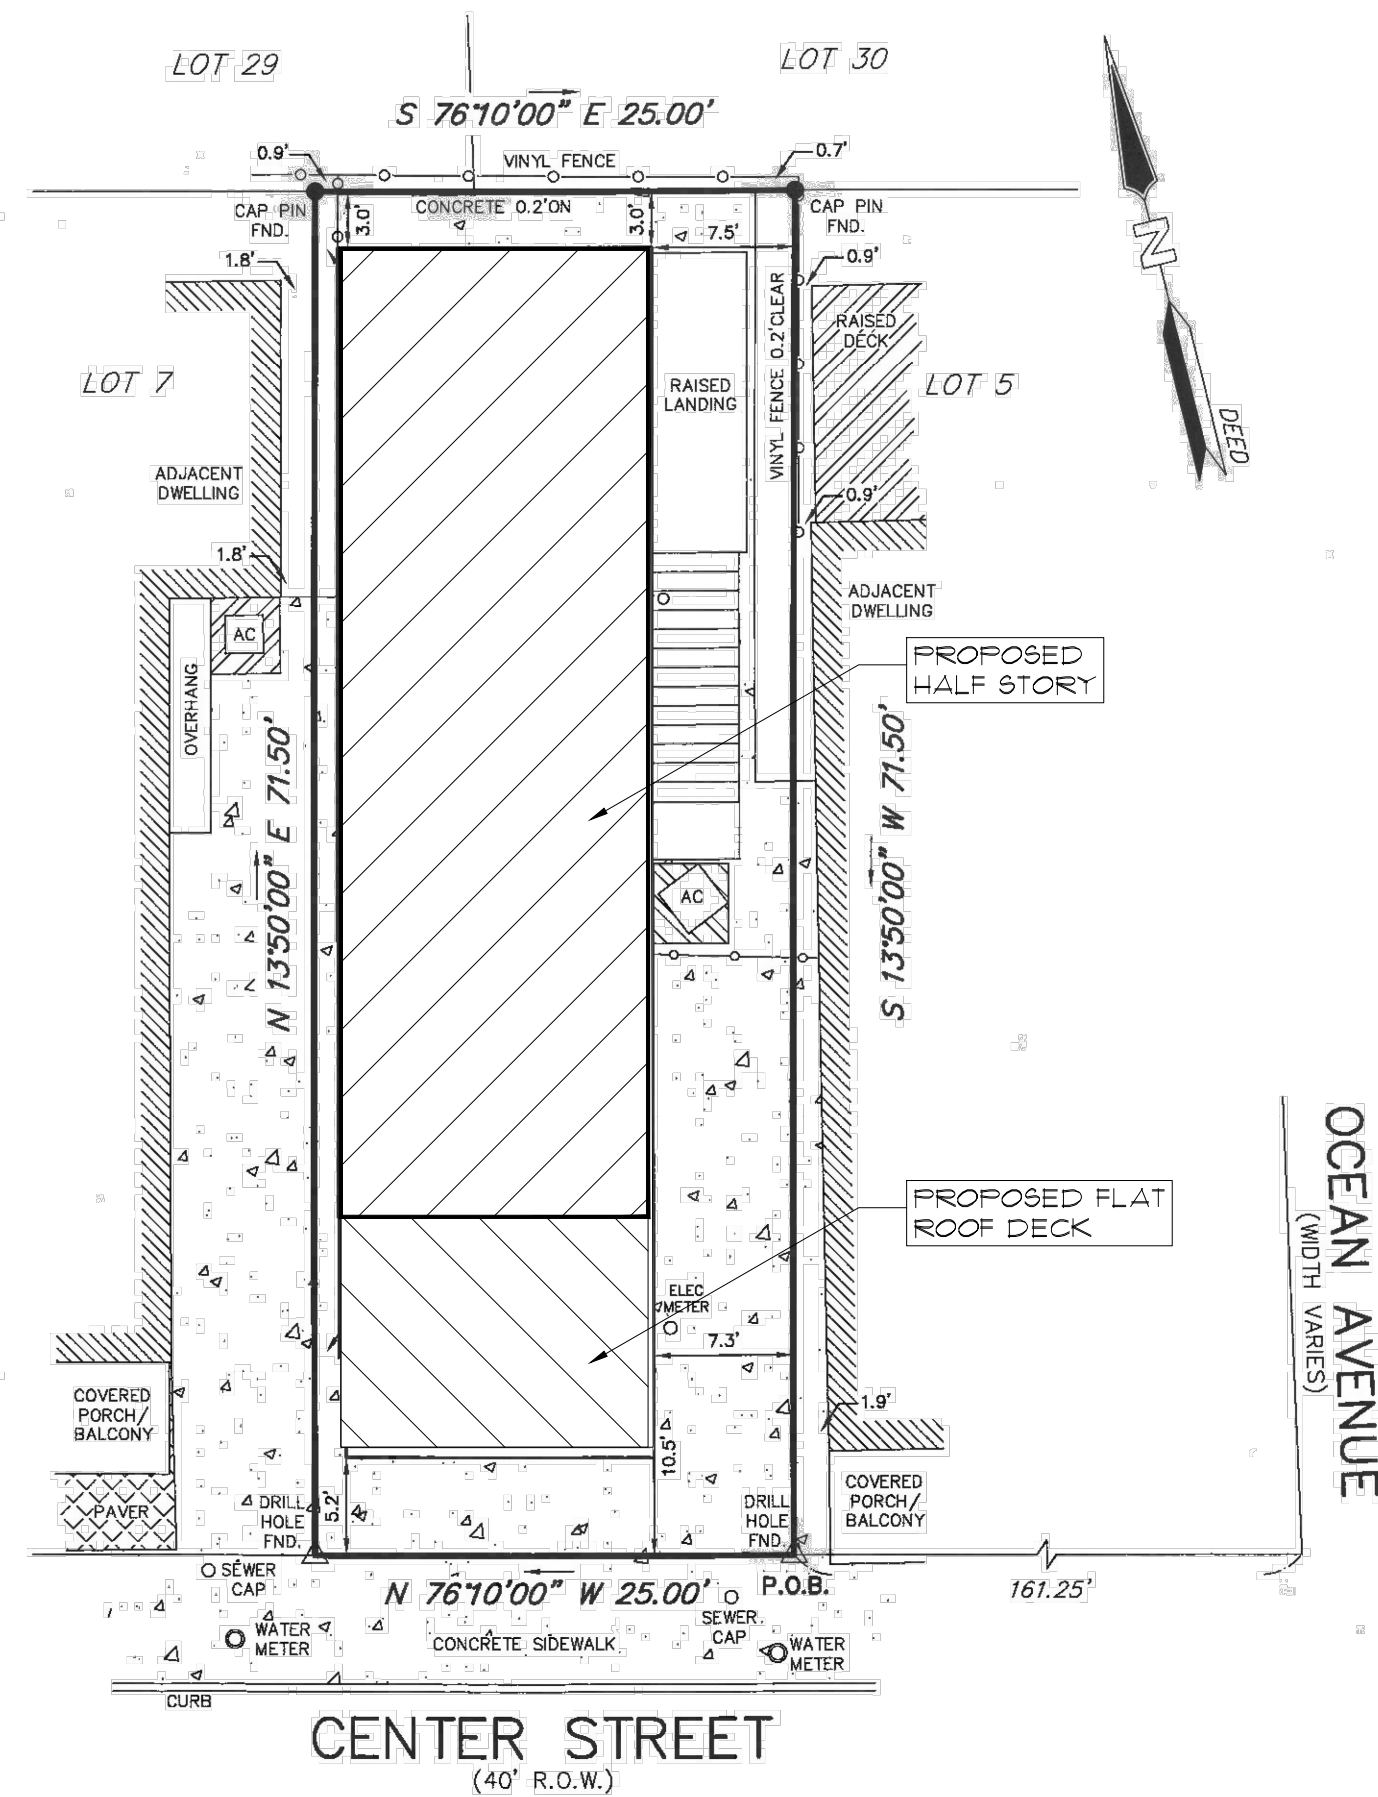 LOT 29
LOT 30
S 76°10'00" E 25.00'
0.9'
VINYL FENCE
0.7'
CAP PIN
FND.
3.0'
CONCRETE 0.2'ON
3.0'
CAP PIN
FND.
7.5'
1.8'
0.9'
N
VINYL FENCE 0.2'CLEAR
RAISED
DECK
LOT 7
RAISED
LANDING
LOT 5
DEED
ADJACENT
DWELLING
0.9'
1.8'
ADJACENT
DWELLING
AC
OVERHANG
PROPOSED
HALF STORY
N 13°50'00" E 71.50'
S 13°50'00" W 71.50'
AC
OCEAN AVENUE
(WIDTH VARIES)
PROPOSED FLAT
ROOF DECK
ELEC
METER
7.3'
COVERED
PORCH/
BALCONY
1.9'
10.5'
5.2'
PAVER
DRILL
HOLE
FND.
DRILL
HOLE
FND.
COVERED
PORCH/
BALCONY
SEWER
CAP
N 76°10'00" W 25.00'
P.O.B.
161.25'
SEWER
CAP
WATER
METER
CONCRETE SIDEWALK
WATER
METER
CURB
CENTER STREET
(40' R.O.W.)